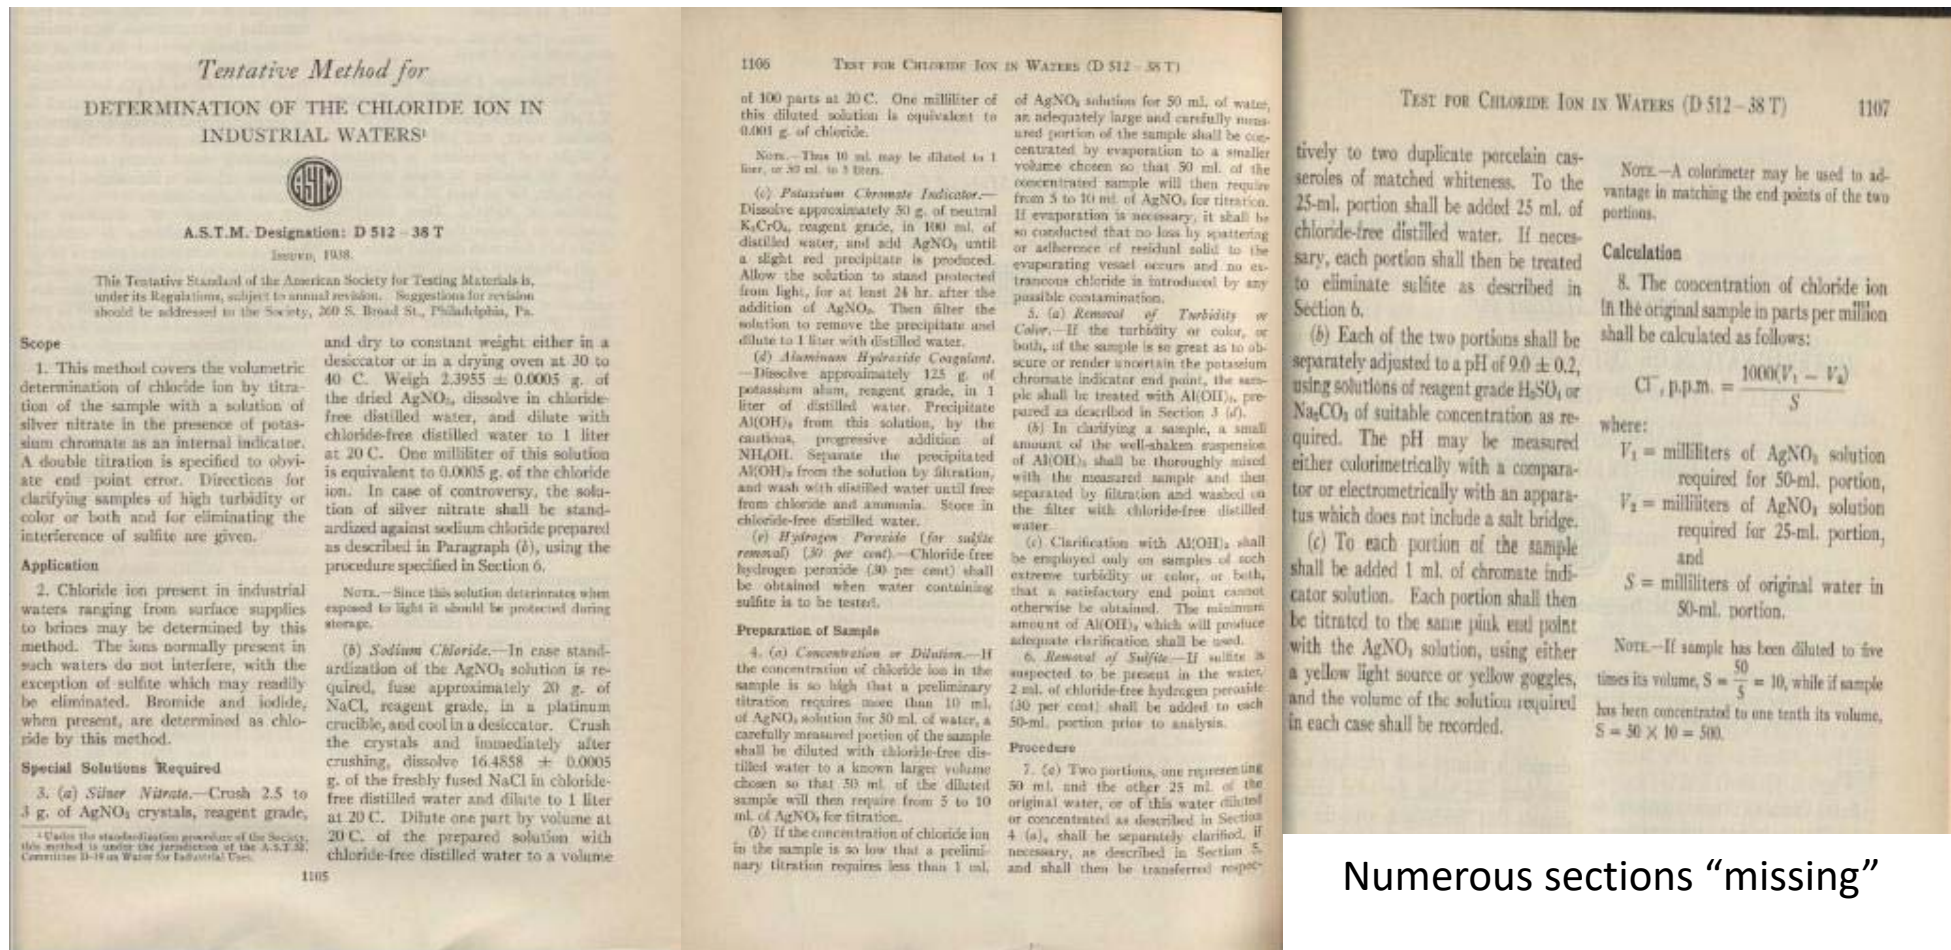 Tentative Method for
DETERMINATION OF THE CHLORIDE ION IN
INDUSTRIAL WATERS¹
ASTM
A.S.T.M. Designation: D 512 - 38 T
ISSUED, 1938.
This Tentative Standard of the American Society for Testing Materials is,
under its Regulations, subject to annual revision. Suggestions for revision
should be addressed to the Society, 260 S. Broad St., Philadelphia, Pa.
Scope
1. This method covers the volumetric
determination of chloride ion by titra-
tion of the sample with a solution of
silver nitrate in the presence of potas-
sium chromate as an internal indicator.
A double titration is specified to obvi-
ate end point error. Directions for
clarifying samples of high turbidity or
color or both and for eliminating the
interference of sulfite are given.
Application
2. Chloride ion present in industrial
waters ranging from surface supplies
to brines may be determined by this
method. The ions normally present in
such waters do not interfere, with the
exception of sulfite which may readily
be eliminated. Bromide and iodide,
when present, are determined as chlo-
ride by this method.
Special Solutions Required
3. (a) Silver Nitrate.—Crush 2.5 to
3 g. of AgNO₃ crystals, reagent grade,
¹ Under the standardization procedure of the Society,
this method is under the jurisdiction of the A.S.T.M.
Committee D-19 on Water for Industrial Uses.
and dry to constant weight either in a
desiccator or in a drying oven at 30 to
40 C. Weigh 2.3955 ± 0.0005 g. of
the dried AgNO₃, dissolve in chloride-
free distilled water, and dilute with
chloride-free distilled water to 1 liter
at 20 C. One milliliter of this solution
is equivalent to 0.0005 g. of the chloride
ion. In case of controversy, the solu-
tion of silver nitrate shall be stand-
ardized against sodium chloride prepared
as described in Paragraph (b), using the
procedure specified in Section 6.
NOTE.—Since this solution deteriorates when
exposed to light it should be protected during
storage.
(b) Sodium Chloride.—In case stand-
ardization of the AgNO₃ solution is re-
quired, fuse approximately 20 g. of
NaCl, reagent grade, in a platinum
crucible, and cool in a desiccator. Crush
the crystals and immediately after
crushing, dissolve 16.4858 ± 0.0005
g. of the freshly fused NaCl in chloride-
free distilled water and dilute to 1 liter
at 20 C. Dilute one part by volume at
20 C. of the prepared solution with
chloride-free distilled water to a volume
1105
1106 TEST FOR CHLORIDE ION IN WATERS (D 512 - 38 T)
of 100 parts at 20 C. One milliliter of
this diluted solution is equivalent to
0.001 g. of chloride.
NOTE.—Thus 10 ml. may be diluted to 1
liter, or 50 ml. to 5 liters.
(c) Potassium Chromate Indicator.—
Dissolve approximately 50 g. of neutral
K₂CrO₄, reagent grade, in 100 ml. of
distilled water, and add AgNO₃ until
a slight red precipitate is produced.
Allow the solution to stand protected
from light, for at least 24 hr. after the
addition of AgNO₃. Then filter the
solution to remove the precipitate and
dilute to 1 liter with distilled water.
(d) Aluminum Hydroxide Coagulant.
—Dissolve approximately 125 g. of
potassium alum, reagent grade, in 1
liter of distilled water. Precipitate
Al(OH)₃ from this solution, by the
cautious, progressive addition of
NH₄OH. Separate the precipitated
Al(OH)₃ from the solution by filtration,
and wash with distilled water until free
from chloride and ammonia. Store in
chloride-free distilled water.
(e) Hydrogen Peroxide (for sulfite
removal) (30 per cent).—Chloride-free
hydrogen peroxide (30 per cent) shall
be obtained when water containing
sulfite is to be tested.
Preparation of Sample
4. (a) Concentration or Dilution.—If
the concentration of chloride ion in the
sample is so high that a preliminary
titration requires more than 10 ml.
of AgNO₃ solution for 50 ml. of water, a
carefully measured portion of the sample
shall be diluted with chloride-free dis-
tilled water to a known larger volume
chosen so that 50 ml. of the diluted
sample will then require from 5 to 10
ml. of AgNO₃ for titration.
(b) If the concentration of chloride ion
in the sample is so low that a prelimi-
nary titration requires less than 1 ml.
of AgNO₃ solution for 50 ml. of water,
an adequately large and carefully meas-
ured portion of the sample shall be con-
centrated by evaporation to a smaller
volume chosen so that 50 ml. of the
concentrated sample will then require
from 5 to 10 ml. of AgNO₃ for titration.
If evaporation is necessary, it shall be
so conducted that no loss by spattering
or adherence of residual solid to the
evaporating vessel occurs and no ex-
traneous chloride is introduced by any
possible contamination.
5. (a) Removal of Turbidity or
Color.—If the turbidity or color, or
both, of the sample is so great as to ob-
scure or render uncertain the potassium
chromate indicator end point, the sam-
ple shall be treated with Al(OH)₃, pre-
pared as described in Section 3 (d).
(b) In clarifying a sample, a small
amount of the well-shaken suspension
of Al(OH)₃ shall be thoroughly mixed
with the measured sample and then
separated by filtration and washed on
the filter with chloride-free distilled
water.
(c) Clarification with Al(OH)₃ shall
be employed only on samples of such
extreme turbidity or color, or both,
that a satisfactory end point cannot
otherwise be obtained. The minimum
amount of Al(OH)₃ which will produce
adequate clarification shall be used.
6. Removal of Sulfite—If sulfite is
suspected to be present in the water,
2 ml. of chloride-free hydrogen peroxide
(30 per cent) shall be added to each
50-ml. portion prior to analysis.
Procedure
7. (a) Two portions, one representing
50 ml. and the other 25 ml. of the
original water, or of this water diluted
or concentrated as described in Section
4 (a), shall be separately clarified, if
necessary, as described in Section 5,
and shall then be transferred respec-
TEST FOR CHLORIDE ION IN WATERS (D 512 - 38 T) 1107
tively to two duplicate porcelain cas-
seroles of matched whiteness. To the
25-ml. portion shall be added 25 ml. of
chloride-free distilled water. If neces-
sary, each portion shall then be treated
to eliminate sulfite as described in
Section 6.
(b) Each of the two portions shall be
separately adjusted to a pH of 9.0 ± 0.2,
using solutions of reagent grade H₂SO₄ or
Na₂CO₃ of suitable concentration as re-
quired. The pH may be measured
either colorimetrically with a compara-
tor or electrometrically with an appara-
tus which does not include a salt bridge.
(c) To each portion of the sample
shall be added 1 ml. of chromate indi-
cator solution. Each portion shall then
be titrated to the same pink end point
with the AgNO₃ solution, using either
a yellow light source or yellow goggles,
and the volume of the solution required
in each case shall be recorded.
NOTE.—A colorimeter may be used to ad-
vantage in matching the end points of the two
portions.
Calculation
8. The concentration of chloride ion
in the original sample in parts per million
shall be calculated as follows:
Cl⁻, p.p.m. = 1000(V₁ − V₂) / S
where:
V₁ = milliliters of AgNO₃ solution
required for 50-ml. portion,
V₂ = milliliters of AgNO₃ solution
required for 25-ml. portion,
and
S = milliliters of original water in
50-ml. portion.
NOTE.—If sample has been diluted to five
times its volume, S = 50/5 = 10, while if sample
has been concentrated to one tenth its volume,
S = 50 × 10 = 500.
Numerous sections “missing”